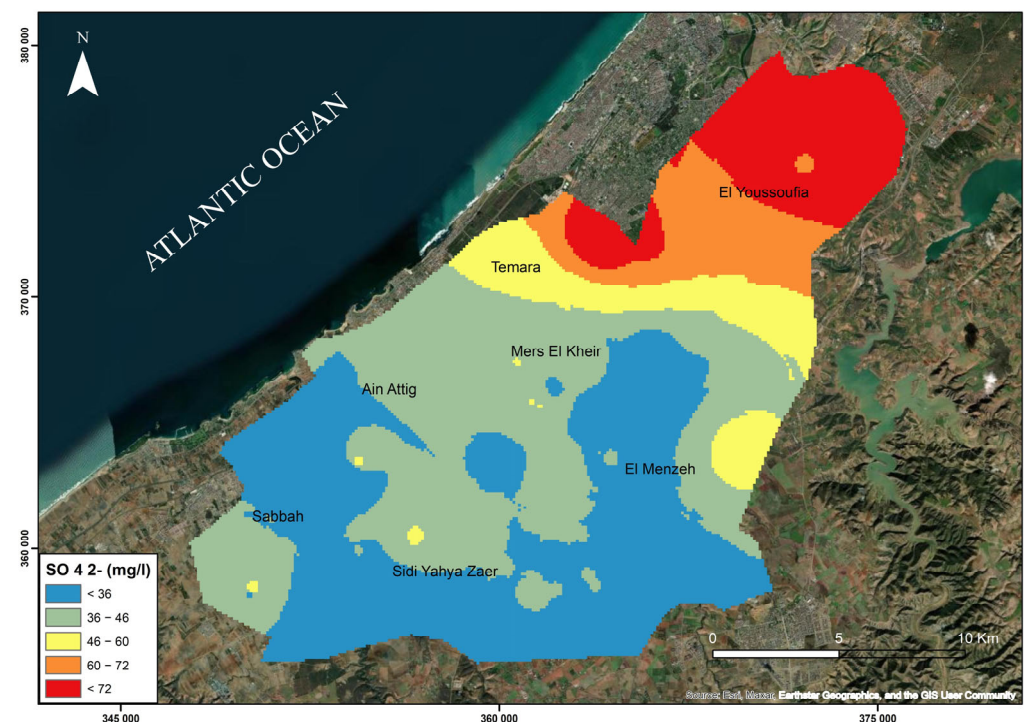 N
380 000
370 000
360 000
ATLANTIC OCEAN
El Youssoufia
Temara
Mers El Kheir
Ain Attig
El Menzeh
Sabbah
Sidi Yahya Zaer
SO 4 2- (mg/l)
< 36
36 – 46
46 – 60
60 – 72
< 72
0 5 10 Km
Source: Esri, Maxar, Earthstar Geographics, and the GIS User Community
345 000 360 000 375 000